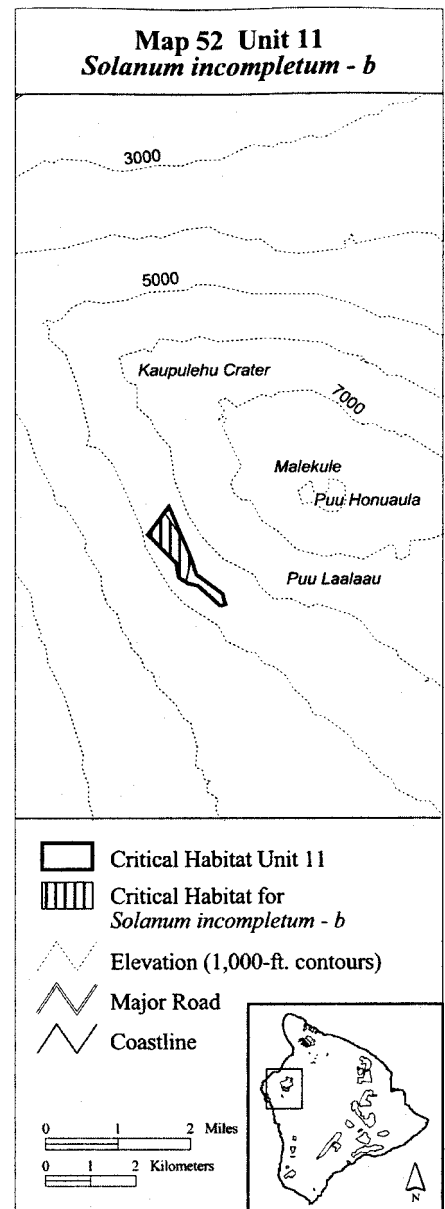 Map 52 Unit 11
Solanum incompletum - b
3000
5000
Kaupulehu Crater
7000
Malekule
Puu Honuaula
Puu Laalaau
Critical Habitat Unit 11
Critical Habitat for
Solanum incompletum - b
Elevation (1,000-ft. contours)
Major Road
Coastline
0 1 2 Miles
0 1 2 Kilometers
N